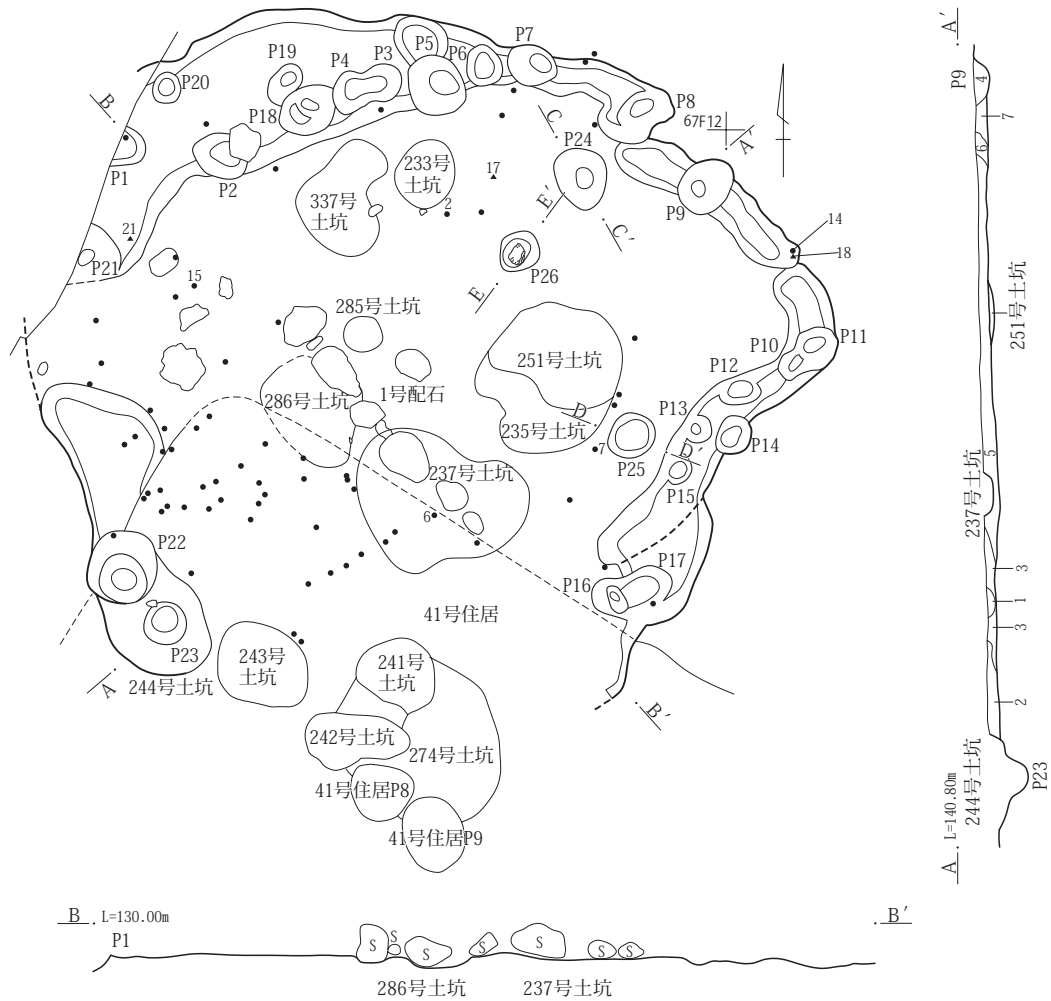 P7
P5
P6
P3
P4
P19
P20
P18
P8
67F12
A′
B
C
P24
P1
P2
233号
土坑
17
337号
土坑
2
E′
C′
P9
14
18
21
P21
15
E
P26
285号土坑
251号土坑
P10
P11
P12
1号配石
286号土坑
D
235号土坑
P13
7
P25
D′
P14
237号土坑
P15
6
P22
P16
P17
41号住居
P23
243号
土坑
241号
土坑
A
244号土坑
B′
242号土坑
274号土坑
41号住居P8
41号住居P9
A′
P9
4
7
6
251号土坑
5
237号土坑
3
1
3
2
244号土坑
P23
A
L=140.80m
B
L=130.00m
B′
P1
S
S
S
S
S
S
S
286号土坑
237号土坑